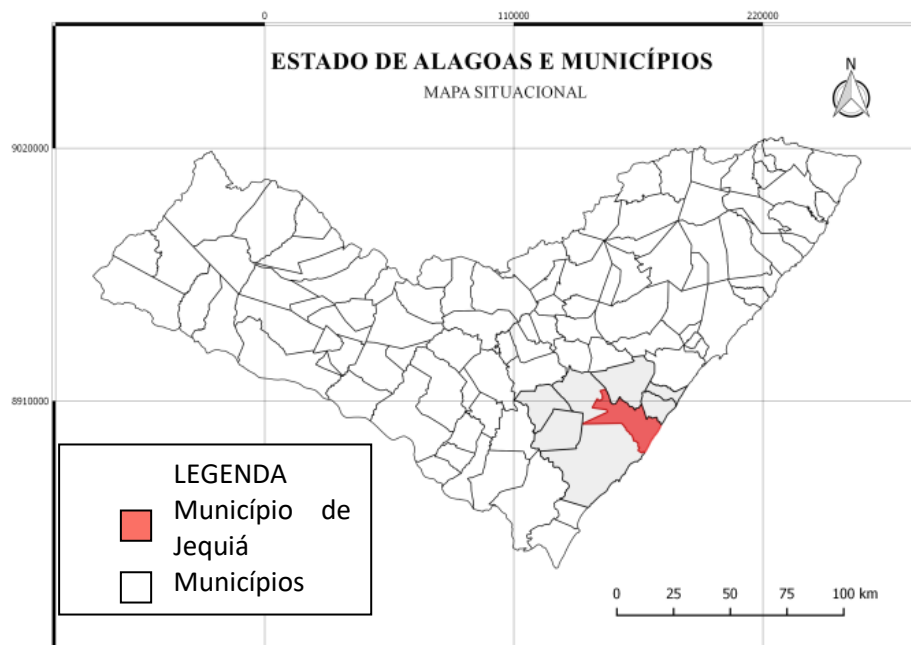 0 110000 220000
ESTADO DE ALAGOAS E MUNICÍPIOS
MAPA SITUACIONAL
N
9020000
8910000
LEGENDA
Município de
Jequiá
Municípios
0 25 50 75 100 km